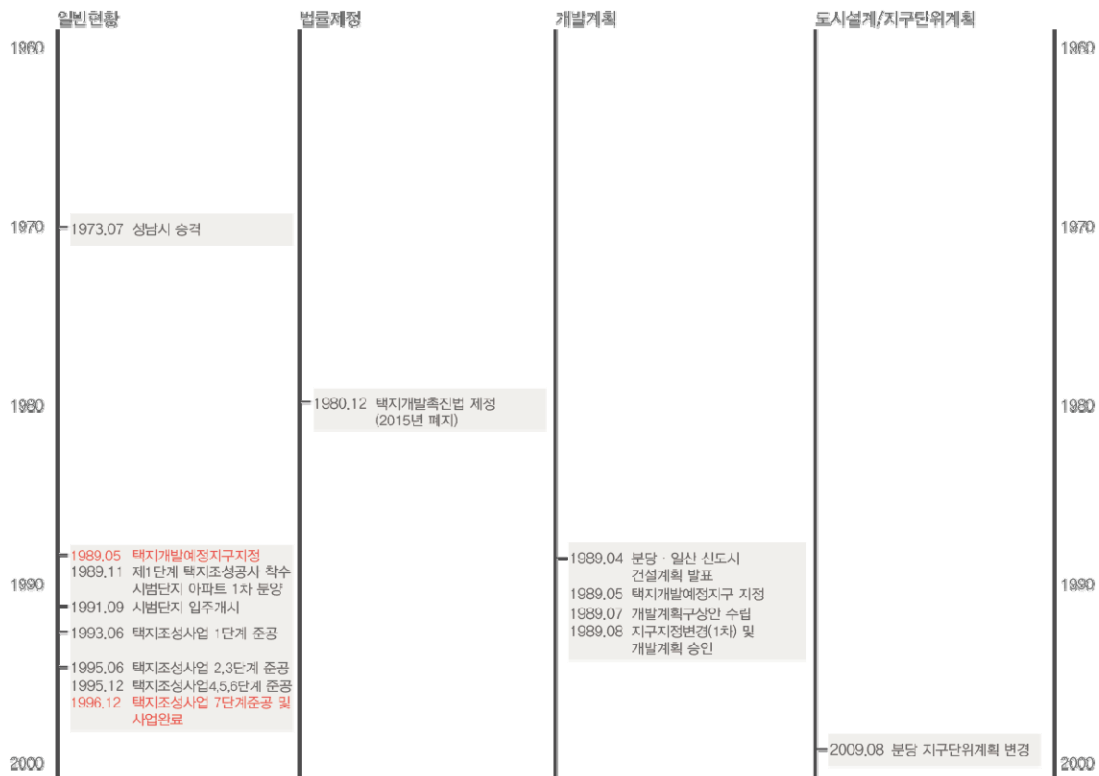 일반현황
법률제정
개발계획
도시설계/지구단위계획
1960
1960
1970
1973.07 성남시 승격
1970
1980
1980.12 택지개발촉진법 제정
(2015년 폐지)
1980
1989.05 택지개발예정지구지정
1989.11 제1단계 택지조성공사 착수
시범단지 아파트 1차 분양
1990
1991.09 시범단지 입주개시
1993.06 택지조성사업 1단계 준공
1995.06 택지조성사업 2,3단계 준공
1995.12 택지조성사업4,5,6단계 준공
1996.12 택지조성사업 7단계준공 및
사업완료
1989.04 분당·일산 신도시
건설계획 발표
1989.05 택지개발예정지구 지정
1989.07 개발계획구상안 수립
1989.08 지구지정변경(1차) 및
개발계획 승인
1990
2009.08 분당 지구단위계획 변경
2000
2000